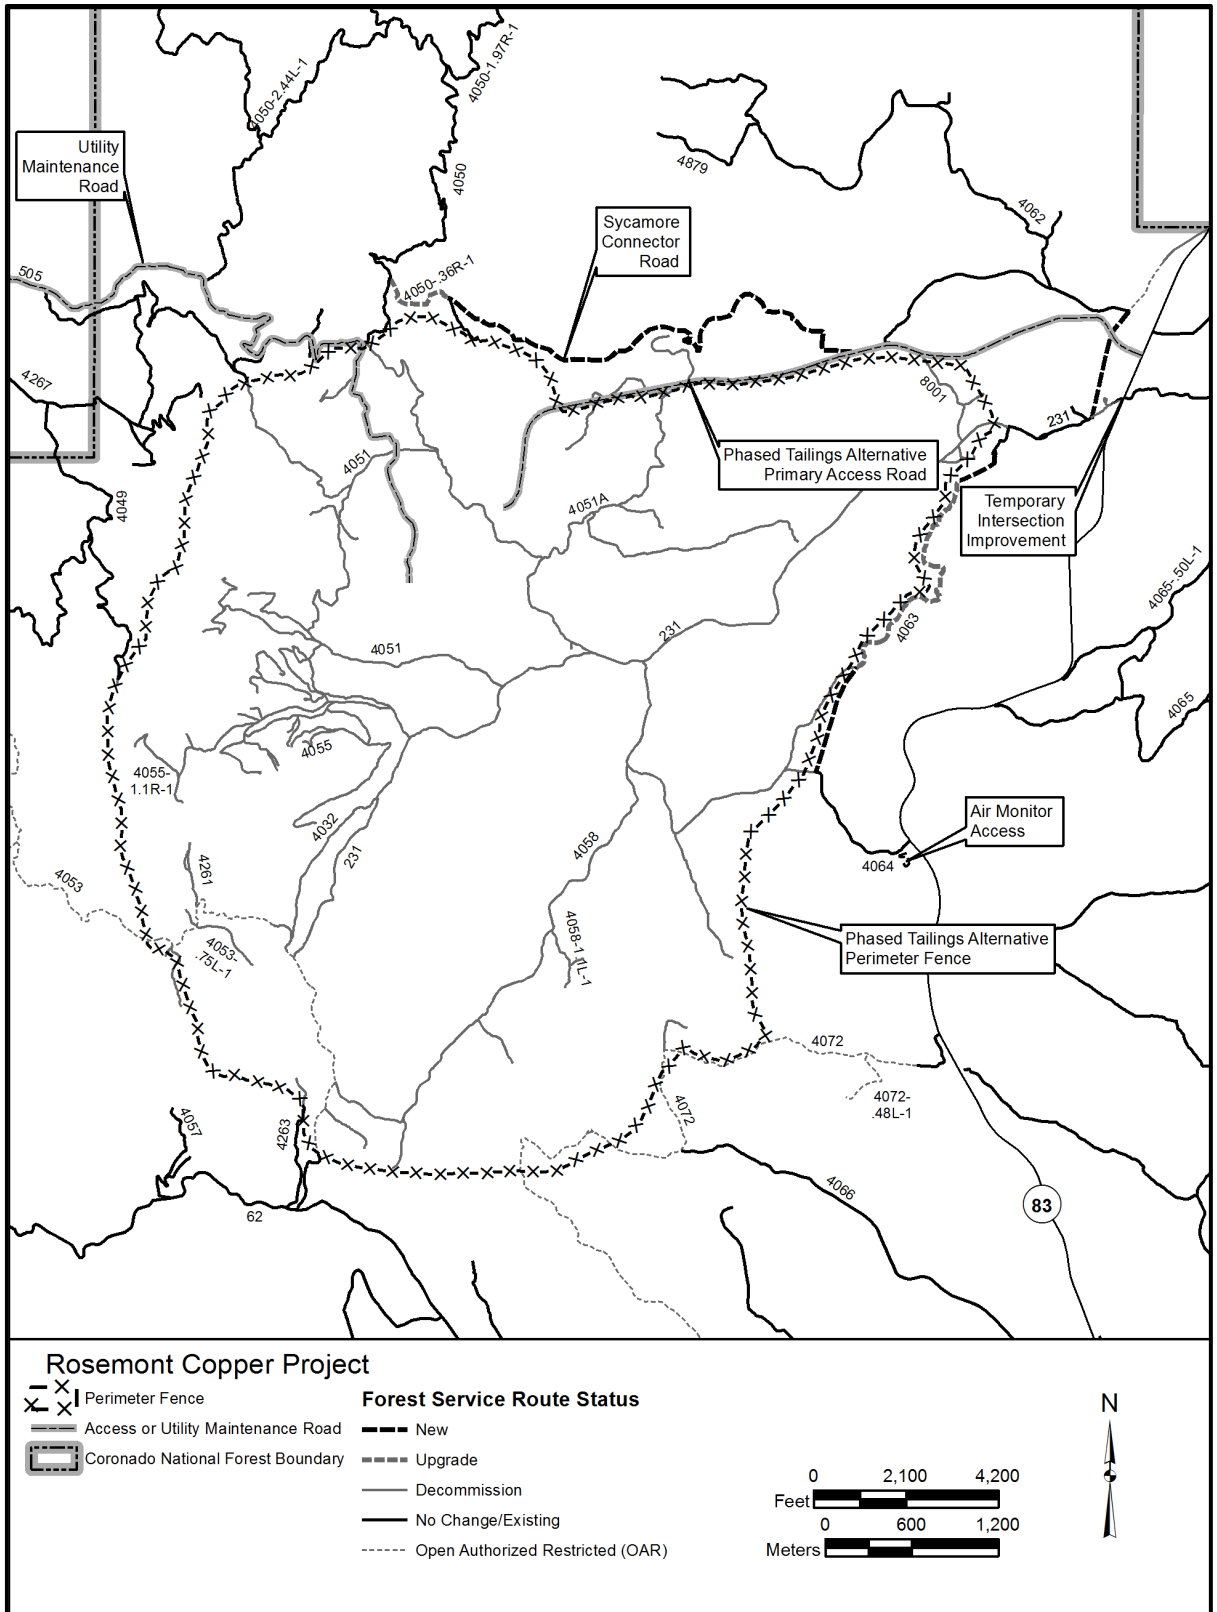 4050-2.44L-1
4050-1.97R-1
Utility
Maintenance
Road
4050
4879
4062
Sycamore
Connector
Road
505
4050-.36R-1
4267
8001
231
Phased Tailings Alternative
Primary Access Road
4051
4049
4051A
Temporary
Intersection
Improvement
4065-.50L-1
4063
231
4051
4065
4055
4055-
1.1R-1
Air Monitor
Access
4032
231
4058
4064
4261
4053
4058-1.1L-1
4053-
.75L-1
Phased Tailings Alternative
Perimeter Fence
4072
4072-
.48L-1
4072
4057
4263
4066
62
83
Rosemont Copper Project
Perimeter Fence
Access or Utility Maintenance Road
Coronado National Forest Boundary
Forest Service Route Status
New
Upgrade
Decommission
No Change/Existing
Open Authorized Restricted (OAR)
N
0 2,100 4,200
Feet
0 600 1,200
Meters